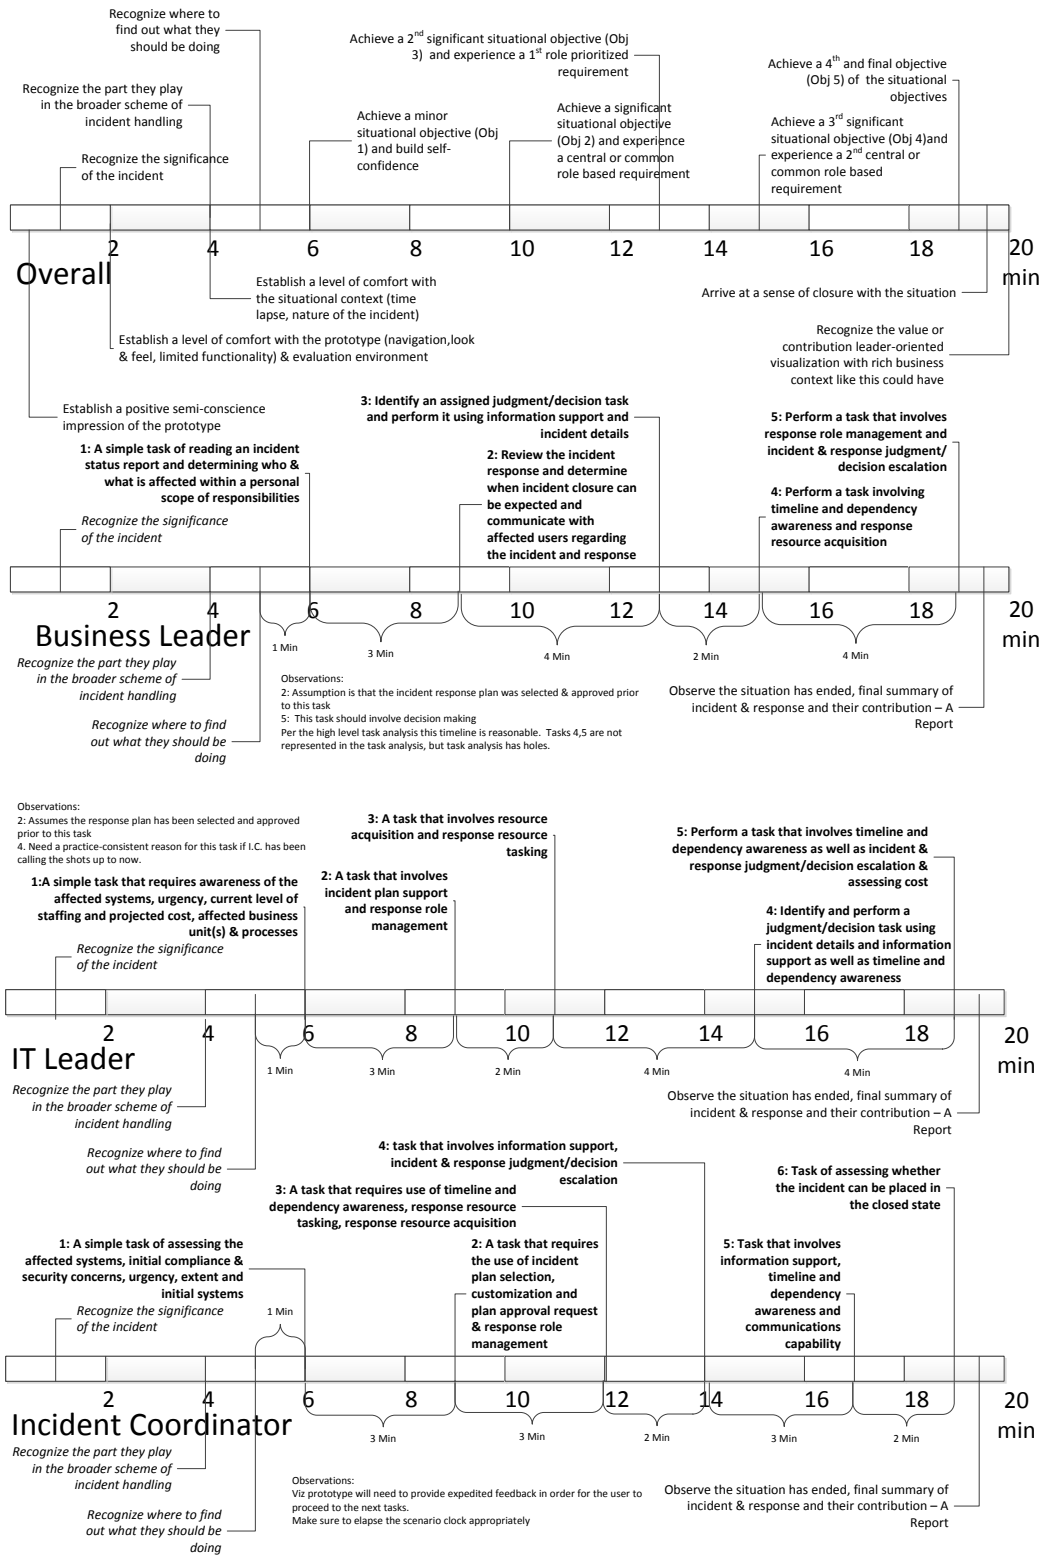 Recognize where to
find out what they
should be doing
Achieve a 2nd significant situational objective (Obj
3) and experience a 1st role prioritized
requirement
Achieve a 4th and final objective
(Obj 5) of the situational
objectives
Recognize the part they play
in the broader scheme of
incident handling
Achieve a minor
situational objective (Obj
1) and build self-
confidence
Achieve a significant
situational objective
(Obj 2) and experience
a central or common
role based requirement
Achieve a 3rd significant
situational objective (Obj 4)and
experience a 2nd central or
common role based
requirement
Recognize the significance
of the incident
2 4 6 8 10 12 14 16 18 20
min
Overall
Establish a level of comfort with
the situational context (time
lapse, nature of the incident)
Arrive at a sense of closure with the situation
Establish a level of comfort with the prototype (navigation,look
& feel, limited functionality) & evaluation environment
Recognize the value or
contribution leader-oriented
visualization with rich business
context like this could have
Establish a positive semi-conscience
impression of the prototype
3: Identify an assigned judgment/decision task
and perform it using information support and
incident details
5: Perform a task that involves
response role management and
incident & response judgment/
decision escalation
1: A simple task of reading an incident
status report and determining who &
what is affected within a personal
scope of responsibilities
2: Review the incident
response and determine
when incident closure can
be expected and
communicate with
affected users regarding
the incident and response
4: Perform a task involving
timeline and dependency
awareness and response
resource acquisition
Recognize the significance
of the incident
2 4 6 8 10 12 14 16 18 20
min
Business Leader
1 Min
3 Min
4 Min
2 Min
4 Min
Recognize the part they play
in the broader scheme of
incident handling
Observations:
2: Assumption is that the incident response plan was selected & approved prior
to this task
5: This task should involve decision making
Per the high level task analysis this timeline is reasonable. Tasks 4,5 are not
represented in the task analysis, but task analysis has holes.
Observe the situation has ended, final summary of
incident & response and their contribution – A
Report
Recognize where to find
out what they should be
doing
Observations:
2: Assumes the response plan has been selected and approved
prior to this task
4. Need a practice-consistent reason for this task if I.C. has been
calling the shots up to now.
3: A task that involves resource
acquisition and response resource
tasking
5: Perform a task that involves timeline and
dependency awareness as well as incident &
response judgment/decision escalation &
assessing cost
1:A simple task that requires awareness of the
affected systems, urgency, current level of
staffing and projected cost, affected business
unit(s) & processes
2: A task that involves
incident plan support
and response role
management
4: Identify and perform a
judgment/decision task using
incident details and information
support as well as timeline and
dependency awareness
Recognize the significance
of the incident
2 4 6 8 10 12 14 16 18 20
min
IT Leader
1 Min
3 Min
2 Min
4 Min
4 Min
Recognize the part they play
in the broader scheme of
incident handling
Observe the situation has ended, final summary of
incident & response and their contribution – A
Report
Recognize where to find
out what they should be
doing
4: task that involves information support,
incident & response judgment/decision
escalation
6: Task of assessing whether
the incident can be placed in
the closed state
3: A task that requires use of timeline and
dependency awareness, response resource
tasking, response resource acquisition
1: A simple task of assessing the
affected systems, initial compliance &
security concerns, urgency, extent and
initial systems
2: A task that requires
the use of incident
plan selection,
customization and
plan approval request
& response role
management
5: Task that involves
information support,
timeline and
dependency
awareness and
communications
capability
Recognize the significance
of the incident
1 Min
2 4 6 8 10 12 14 16 18 20
min
Incident Coordinator
3 Min
3 Min
2 Min
3 Min
2 Min
Recognize the part they play
in the broader scheme of
incident handling
Observations:
Viz prototype will need to provide expedited feedback in order for the user to
proceed to the next tasks.
Make sure to elapse the scenario clock appropriately
Observe the situation has ended, final summary of
incident & response and their contribution – A
Report
Recognize where to find
out what they should be
doing